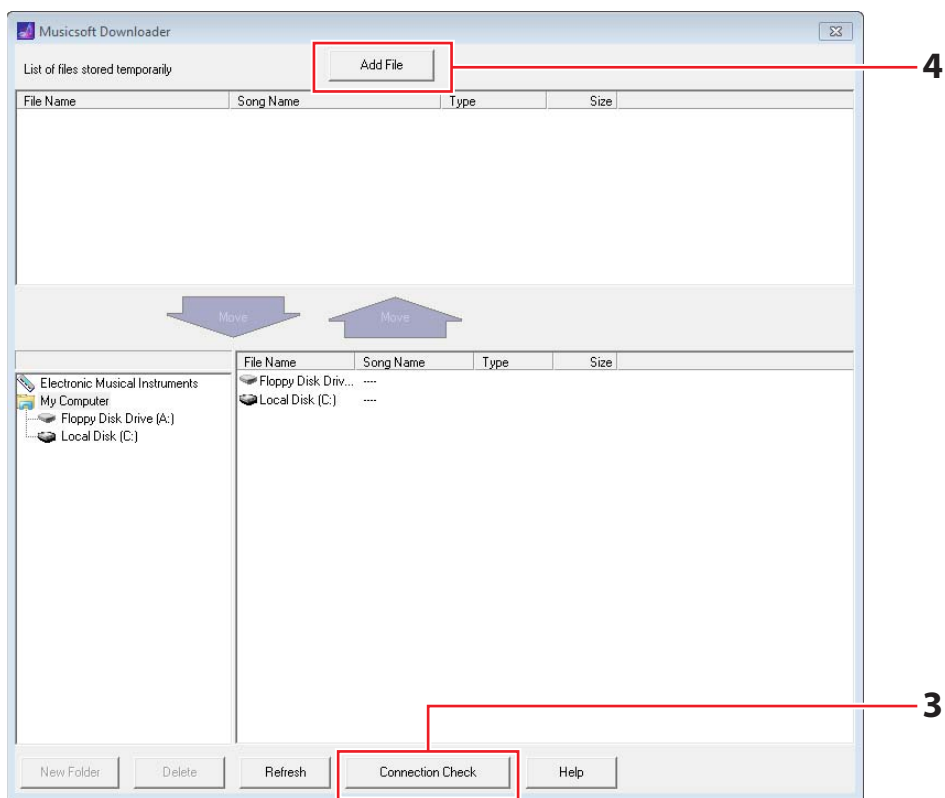 Musicsoft Downloader
List of files stored temporarily
Add File
4
File Name Song Name Type Size
Move Move
File Name Song Name Type Size
Electronic Musical Instruments
My Computer
Floppy Disk Drive (A:)
Local Disk (C:)
Floppy Disk Driv... ----
Local Disk (C:) ----
3
New Folder Delete Refresh Connection Check Help